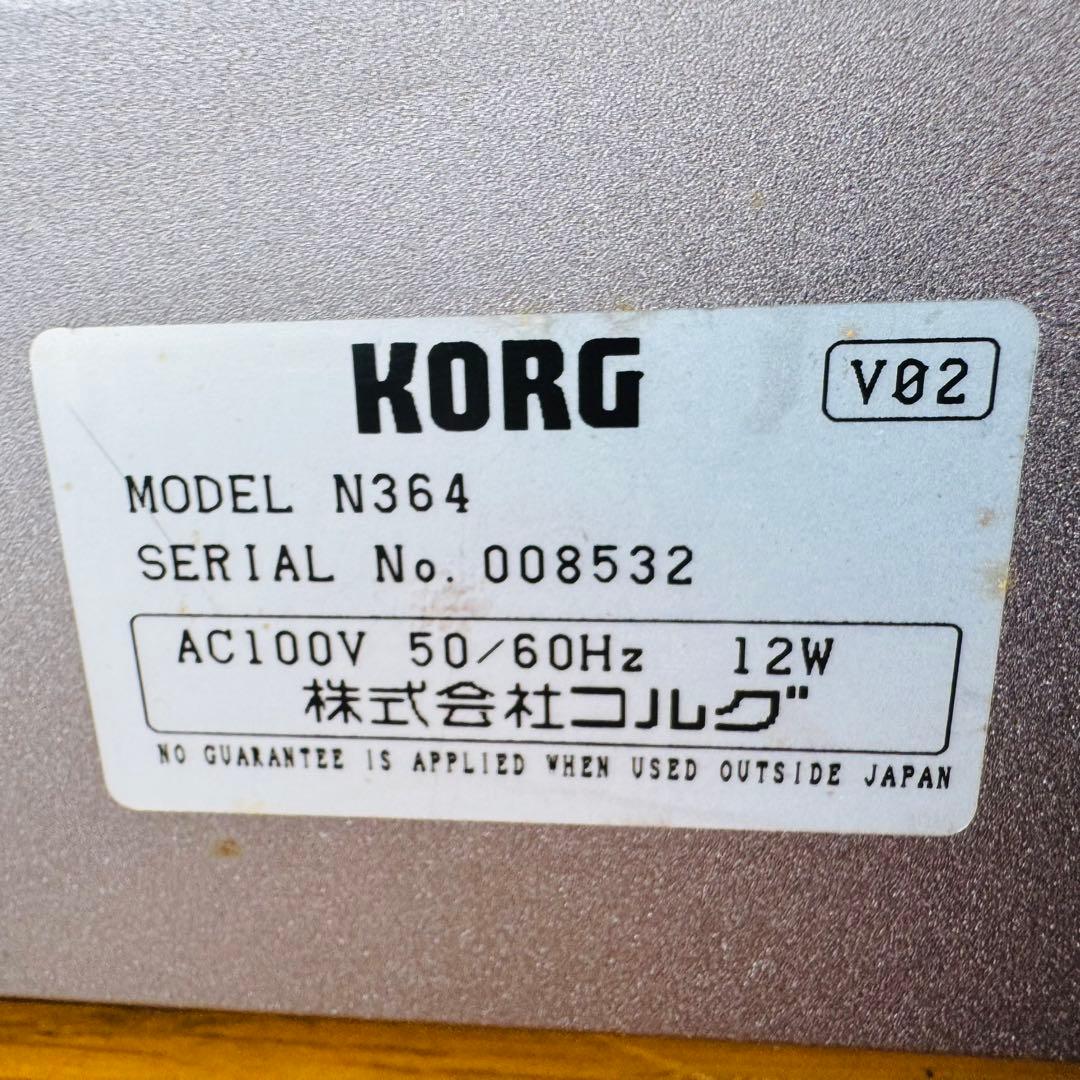 KORG
V02
MODEL N364
SERIAL No. 008532
AC100V 50/60Hz 12W
株式会社コルグ
NO GUARANTEE IS APPLIED WHEN USED OUTSIDE JAPAN